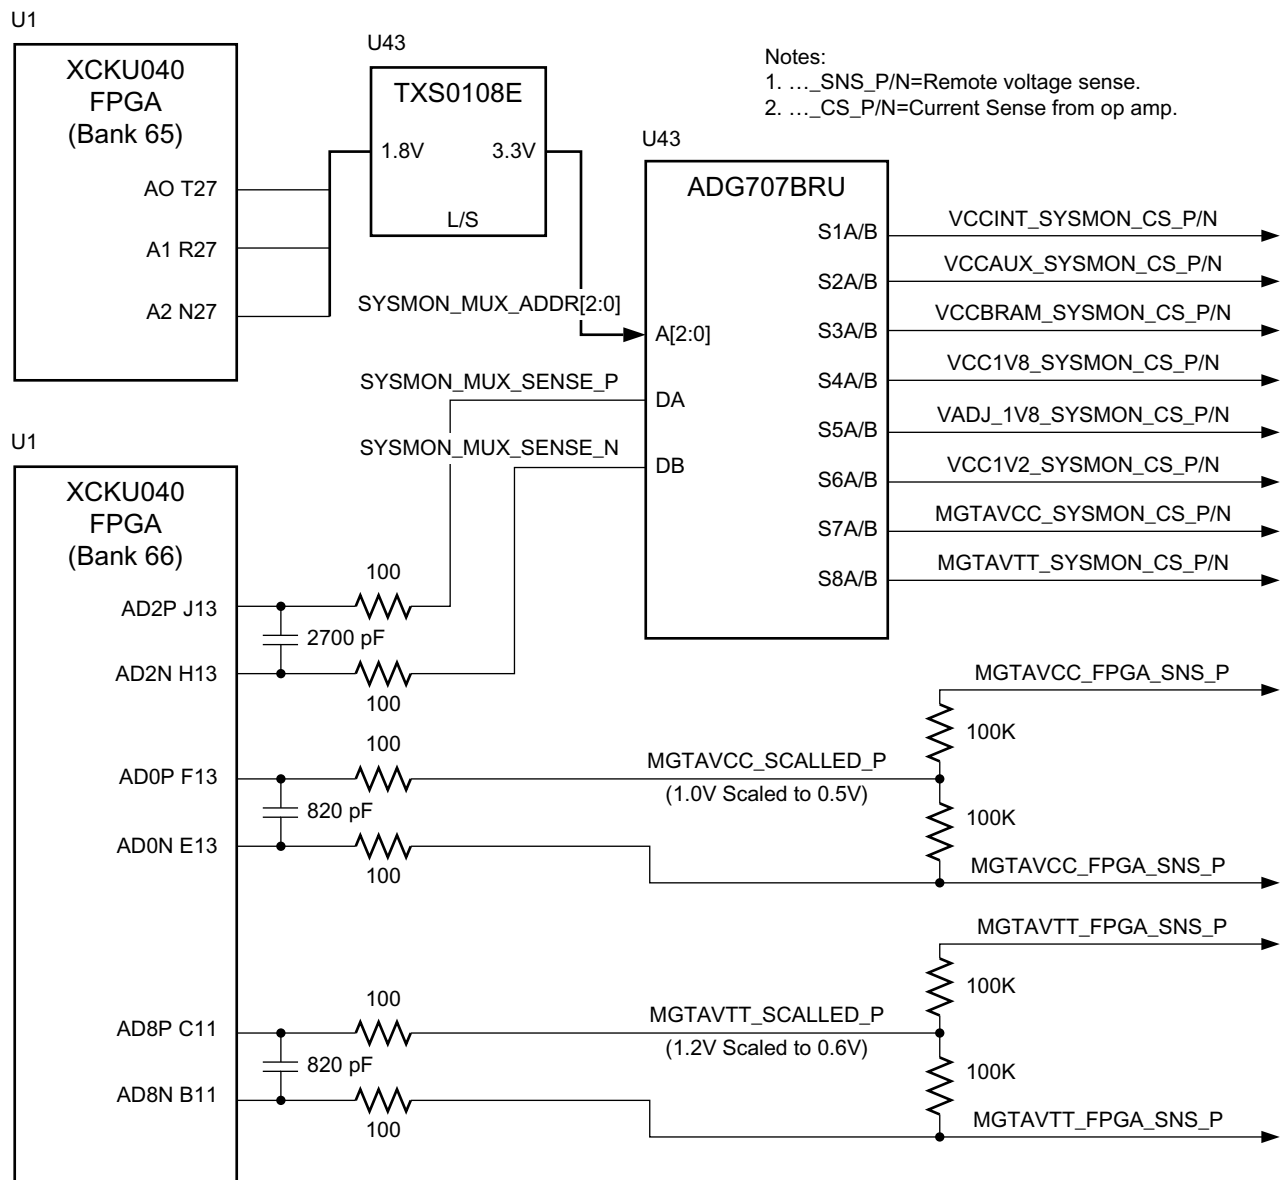 U1
XCKU040
FPGA
(Bank 65)
AO T27
A1 R27
A2 N27
U43
TXS0108E
1.8V 3.3V
L/S
Notes:
1. …_SNS_P/N=Remote voltage sense.
2. …_CS_P/N=Current Sense from op amp.
U43
ADG707BRU
SYSMON_MUX_ADDR[2:0]
A[2:0]
SYSMON_MUX_SENSE_P
DA
SYSMON_MUX_SENSE_N
DB
S1A/B VCCINT_SYSMON_CS_P/N
S2A/B VCCAUX_SYSMON_CS_P/N
S3A/B VCCBRAM_SYSMON_CS_P/N
S4A/B VCC1V8_SYSMON_CS_P/N
S5A/B VADJ_1V8_SYSMON_CS_P/N
S6A/B VCC1V2_SYSMON_CS_P/N
S7A/B MGTAVCC_SYSMON_CS_P/N
S8A/B MGTAVTT_SYSMON_CS_P/N
U1
XCKU040
FPGA
(Bank 66)
100
AD2P J13
2700 pF
AD2N H13
100
100
AD0P F13
820 pF
AD0N E13
100
MGTAVCC_SCALLED_P
(1.0V Scaled to 0.5V)
MGTAVCC_FPGA_SNS_P
100K
100K
MGTAVCC_FPGA_SNS_P
100
AD8P C11
820 pF
AD8N B11
100
MGTAVTT_SCALLED_P
(1.2V Scaled to 0.6V)
MGTAVTT_FPGA_SNS_P
100K
100K
MGTAVTT_FPGA_SNS_P